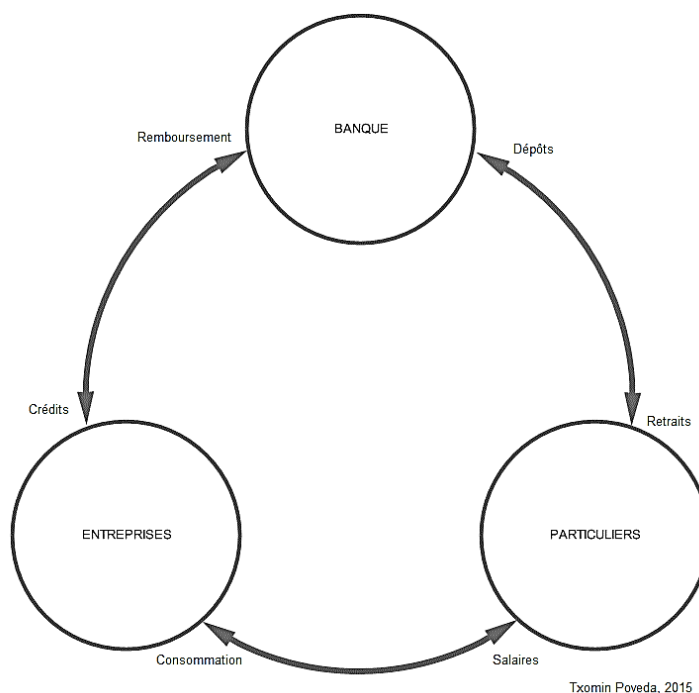 BANQUE
Remboursement
Dépôts
Crédits
Retraits
ENTREPRISES
PARTICULIERS
Consommation
Salaires
Txomin Poveda, 2015